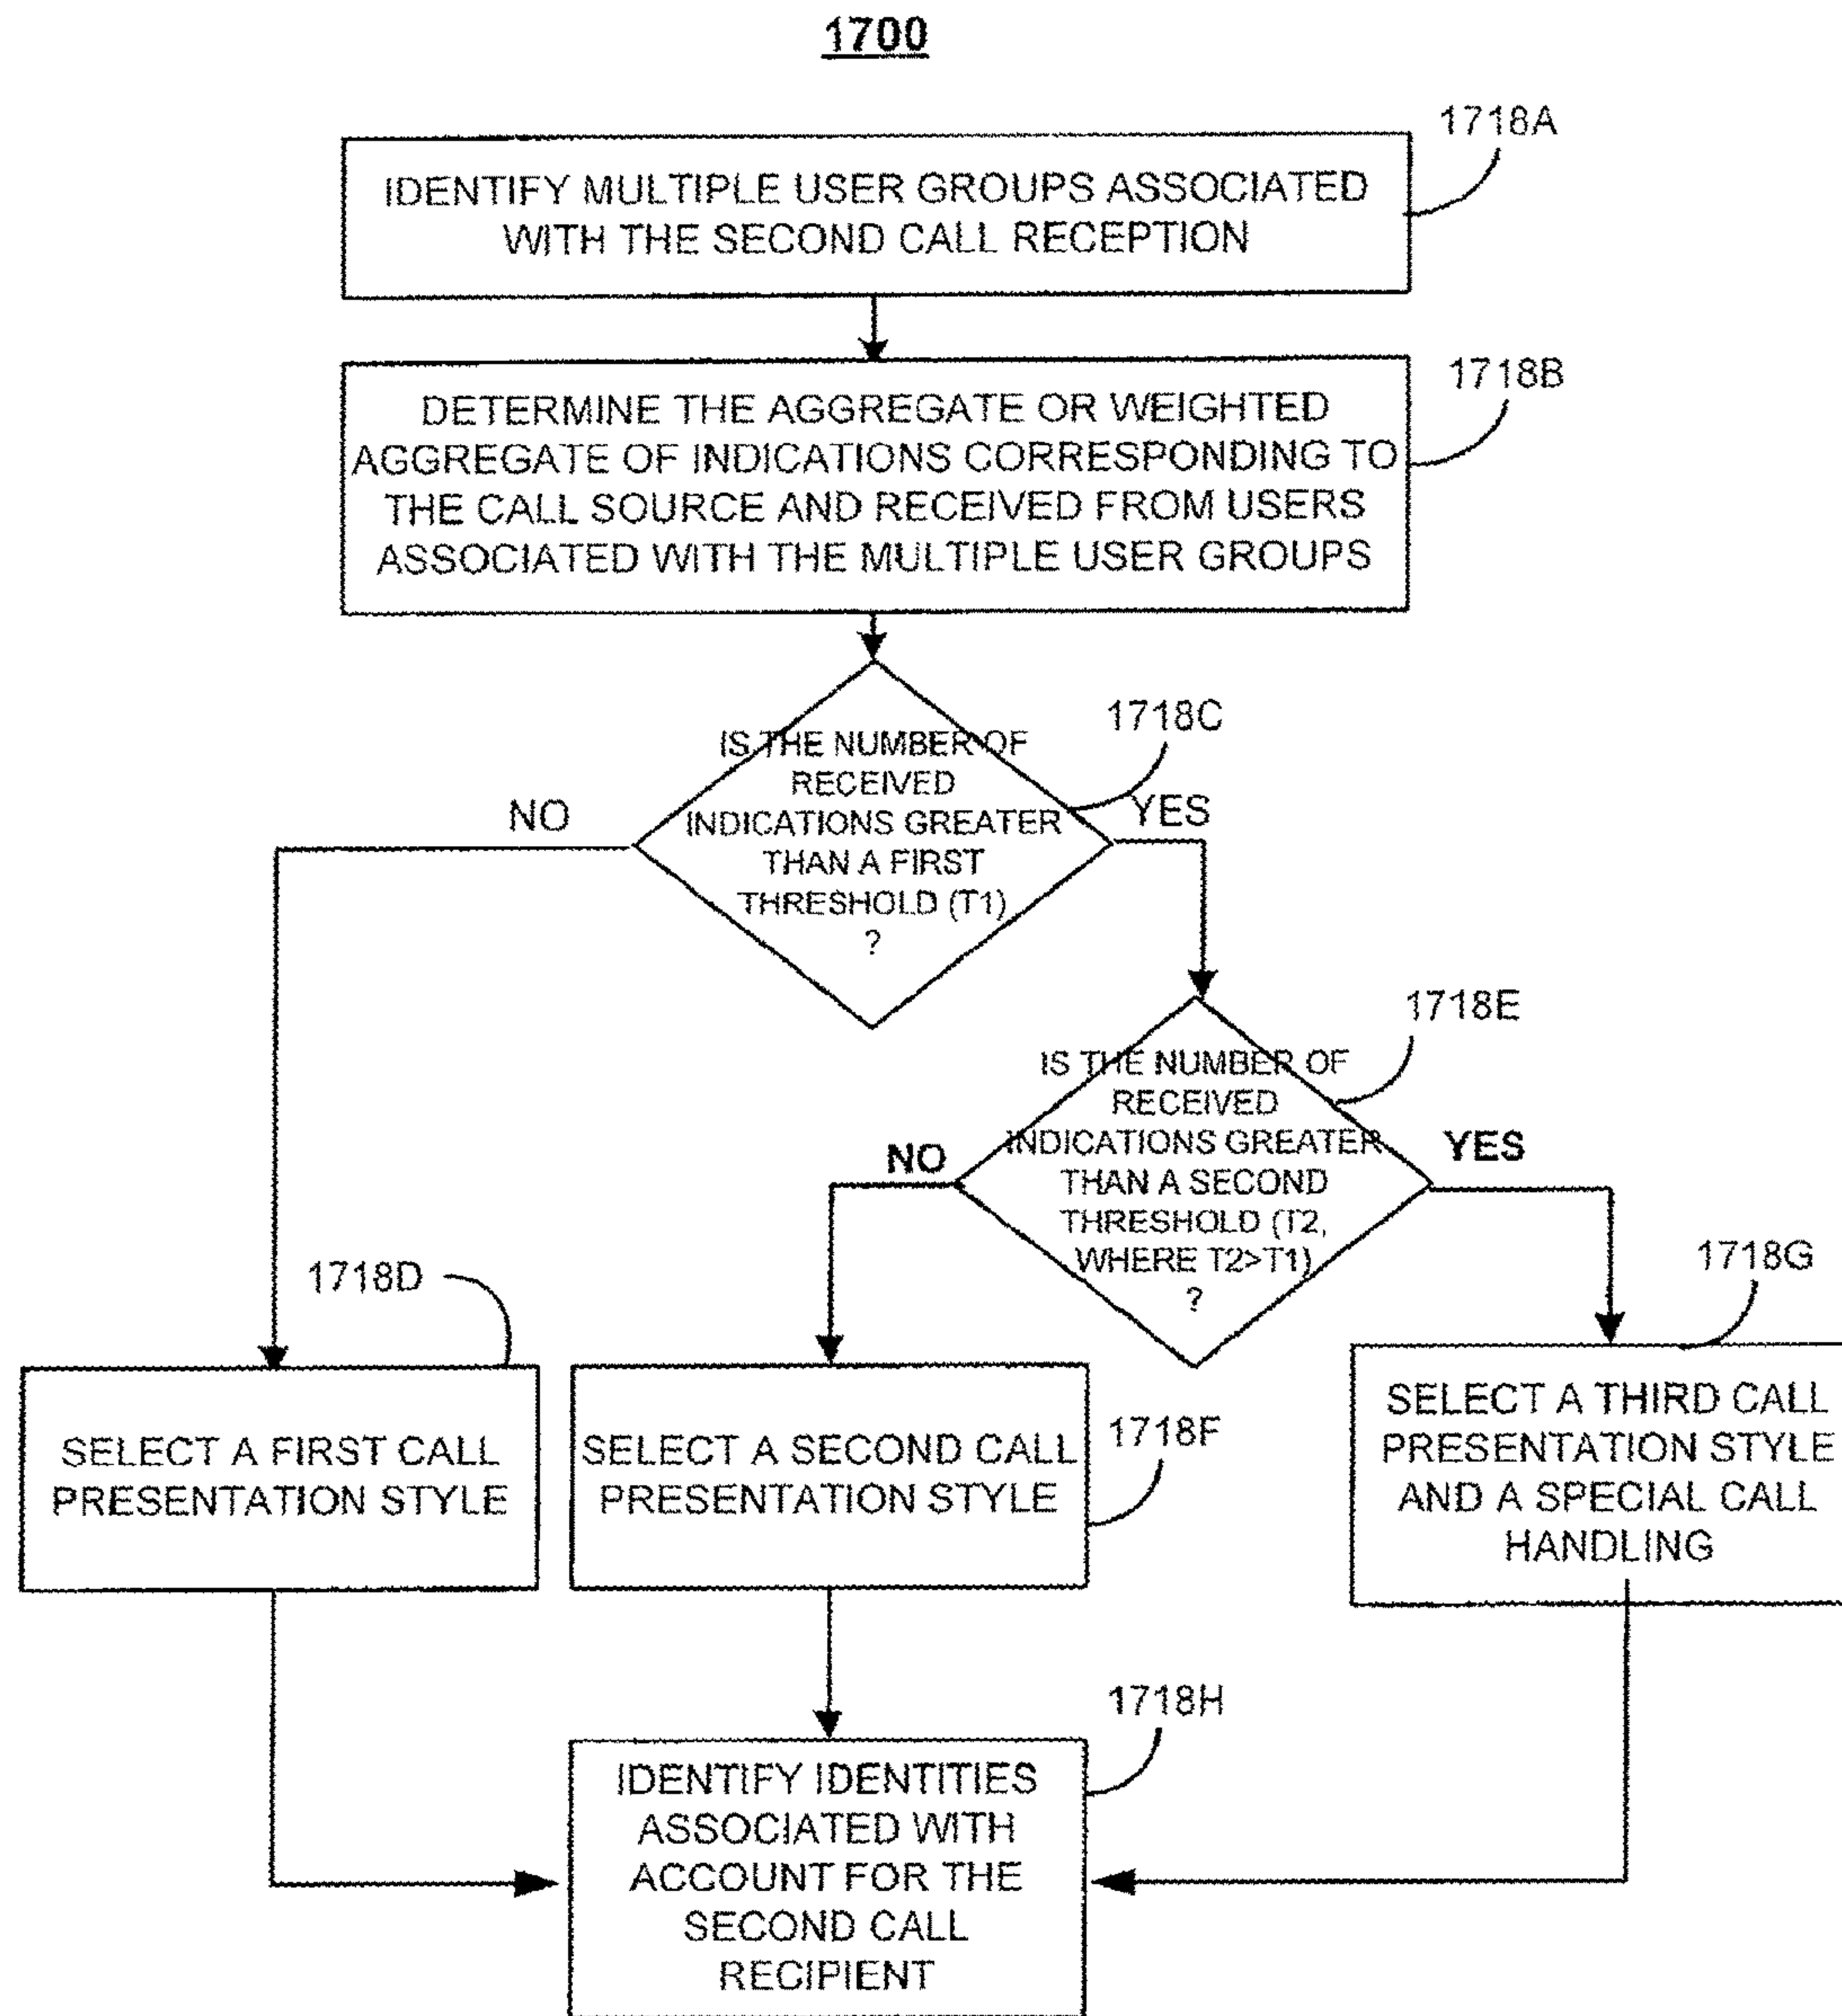 1700
1718A
IDENTIFY MULTIPLE USER GROUPS ASSOCIATED
WITH THE SECOND CALL RECEPTION
1718B
DETERMINE THE AGGREGATE OR WEIGHTED
AGGREGATE OF INDICATIONS CORRESPONDING TO
THE CALL SOURCE AND RECEIVED FROM USERS
ASSOCIATED WITH THE MULTIPLE USER GROUPS
1718C
IS THE NUMBER OF
RECEIVED
INDICATIONS GREATER
THAN A FIRST
THRESHOLD (T1)
?
NO
YES
1718E
IS THE NUMBER OF
RECEIVED
INDICATIONS GREATER
THAN A SECOND
THRESHOLD (T2,
WHERE T2>T1)
?
NO
YES
1718D
SELECT A FIRST CALL
PRESENTATION STYLE
1718F
SELECT A SECOND CALL
PRESENTATION STYLE
1718G
SELECT A THIRD CALL
PRESENTATION STYLE
AND A SPECIAL CALL
HANDLING
1718H
IDENTIFY IDENTITIES
ASSOCIATED WITH
ACCOUNT FOR THE
SECOND CALL
RECIPIENT